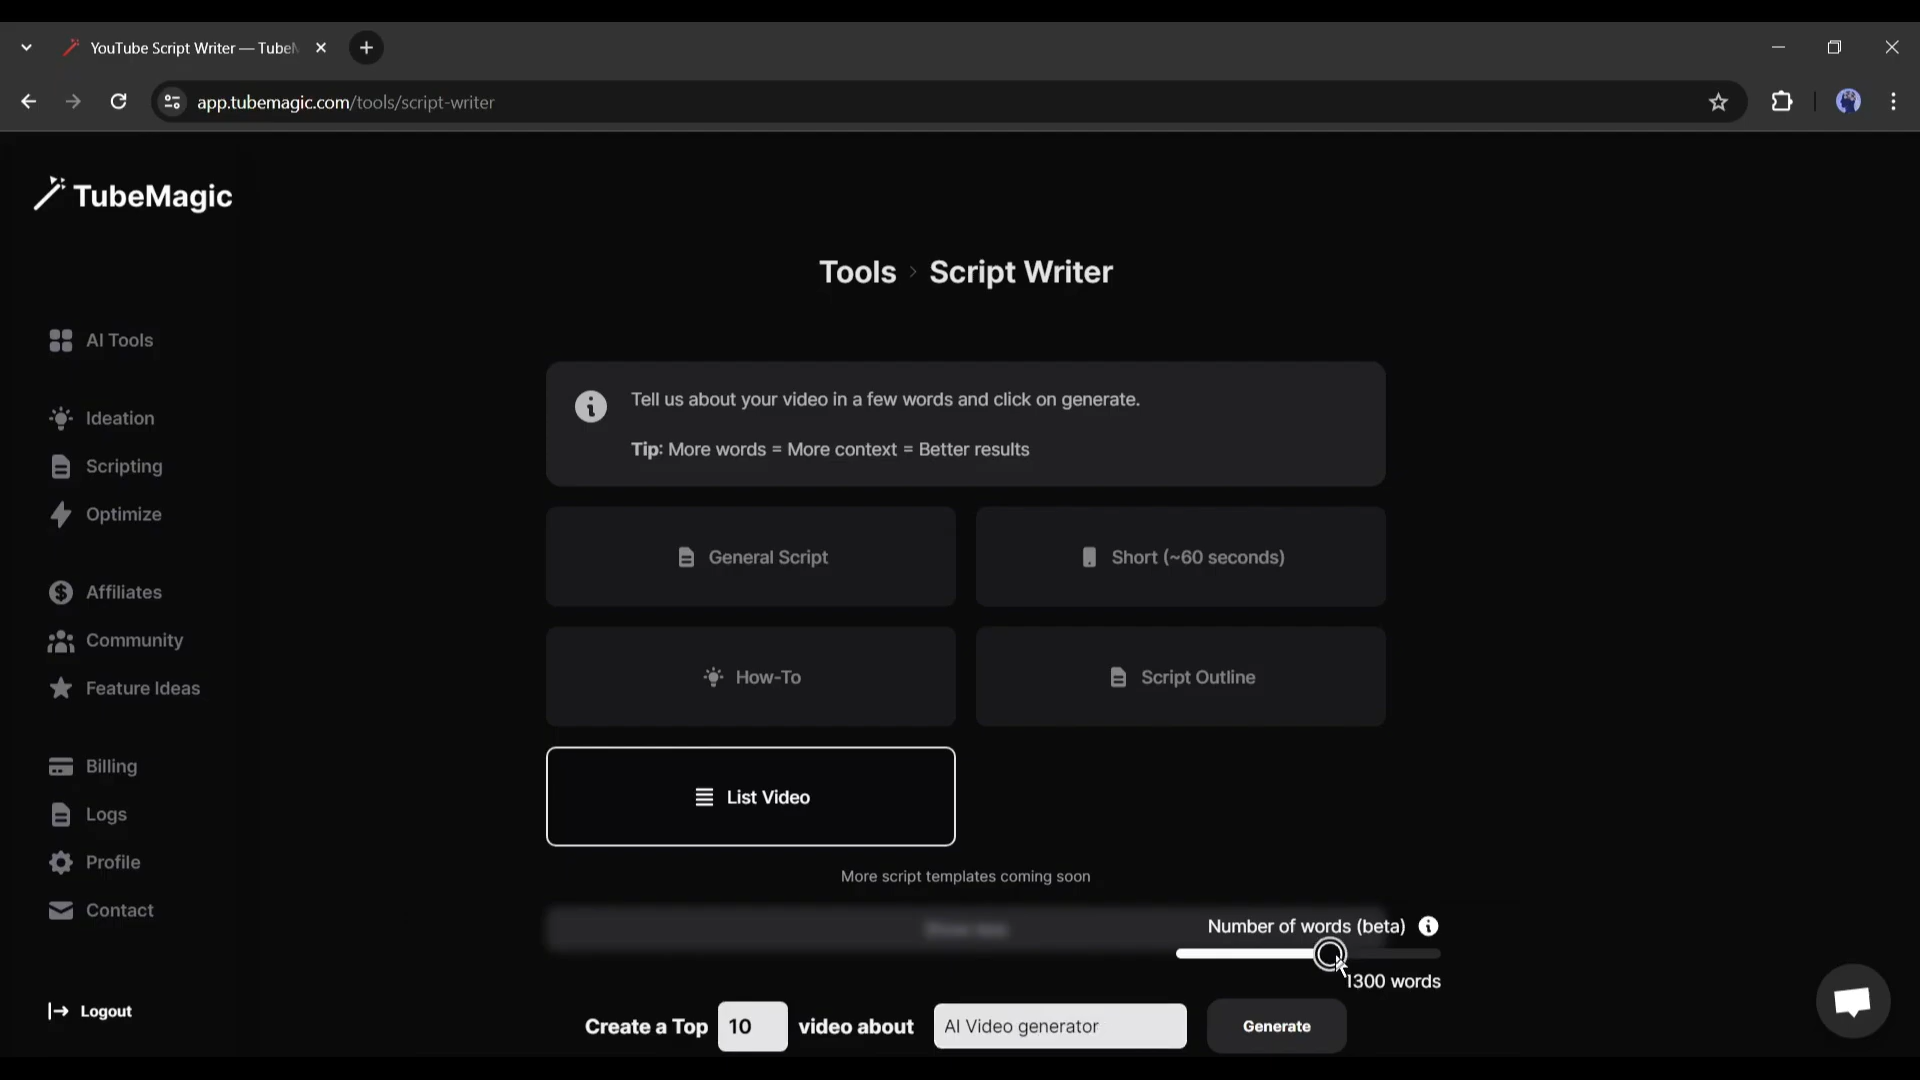 YouTube Script Writer — Tube
app.tubemagic.com/tools/script-writer
TubeMagic
Tools > Script Writer
AI Tools
Ideation
Scripting
Optimize
Affiliates
Community
Feature Ideas
Billing
Logs
Profile
Contact
Logout
Tell us about your video in a few words and click on generate.
Tip: More words = More context = Better results
General Script
Short (~60 seconds)
How-To
Script Outline
List Video
More script templates coming soon
Number of words (beta)
1300 words
Create a Top 10 video about AI Video generator Generate